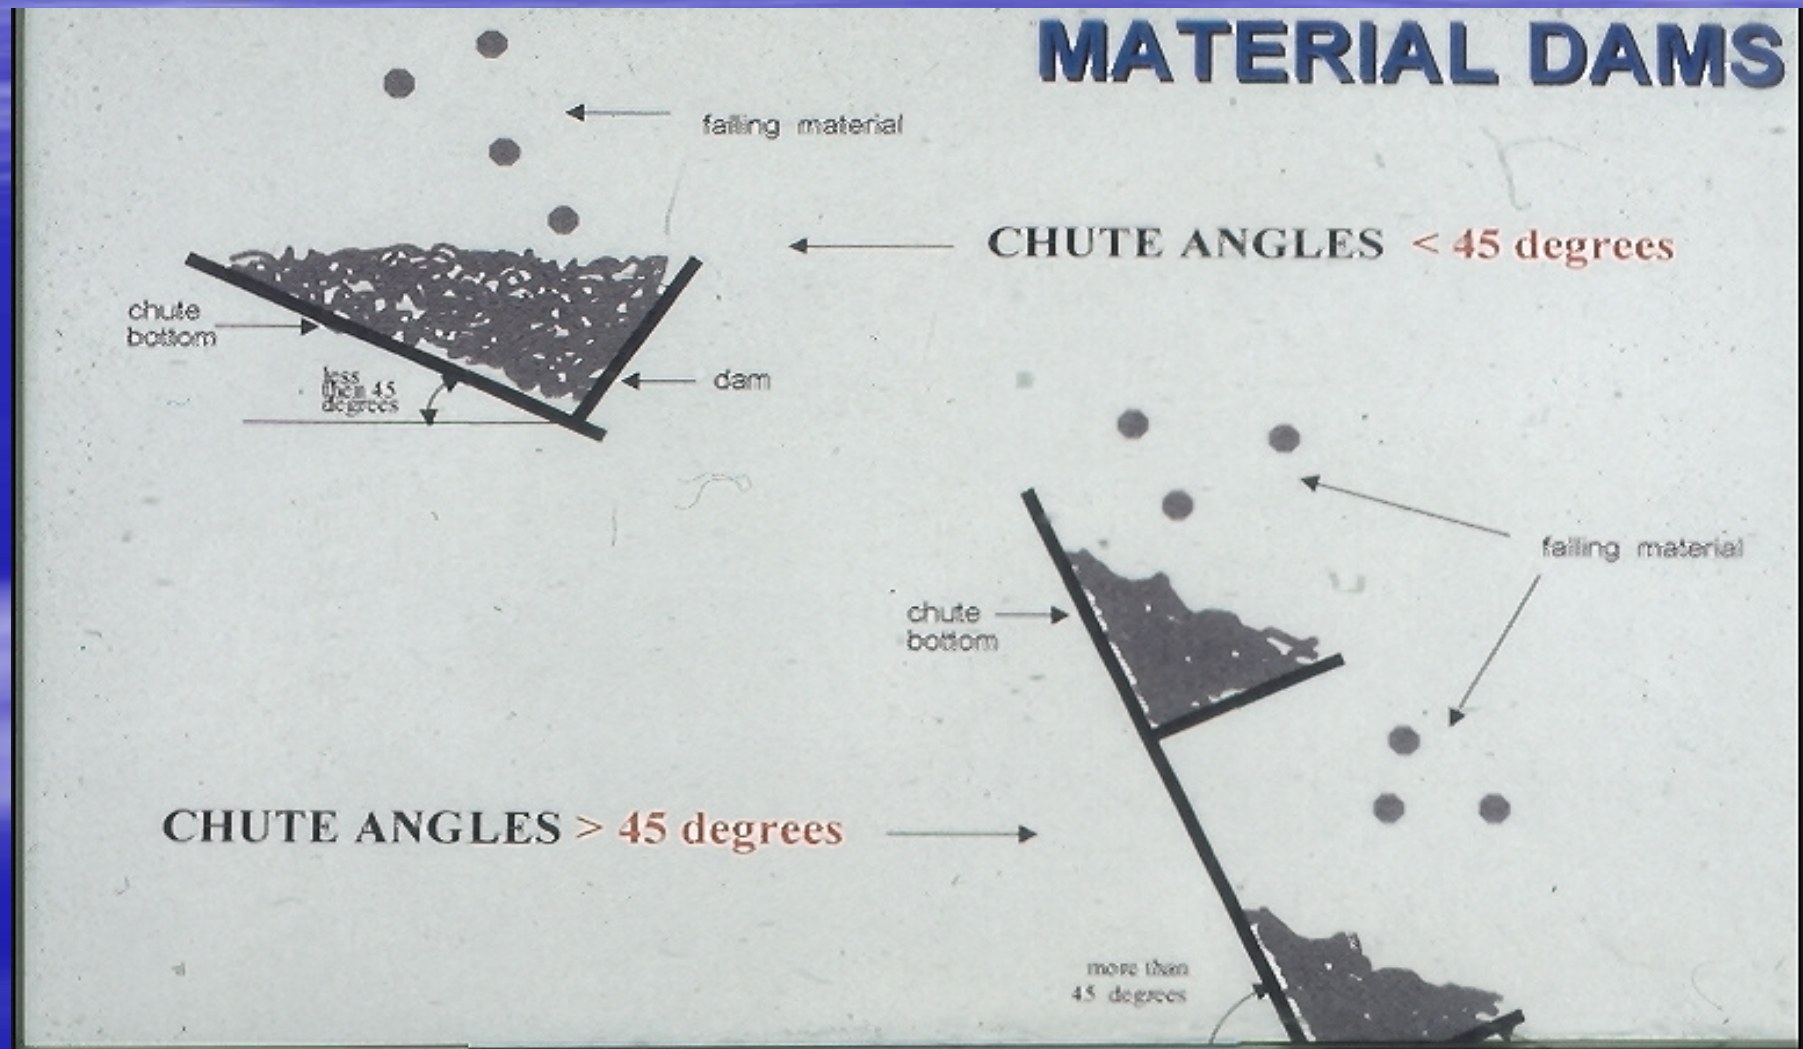 MATERIAL DAMS
falling material
CHUTE ANGLES < 45 degrees
chute
bottom
less
then 45
degrees
dam
falling material
chute
bottom
CHUTE ANGLES > 45 degrees
more than
45 degrees